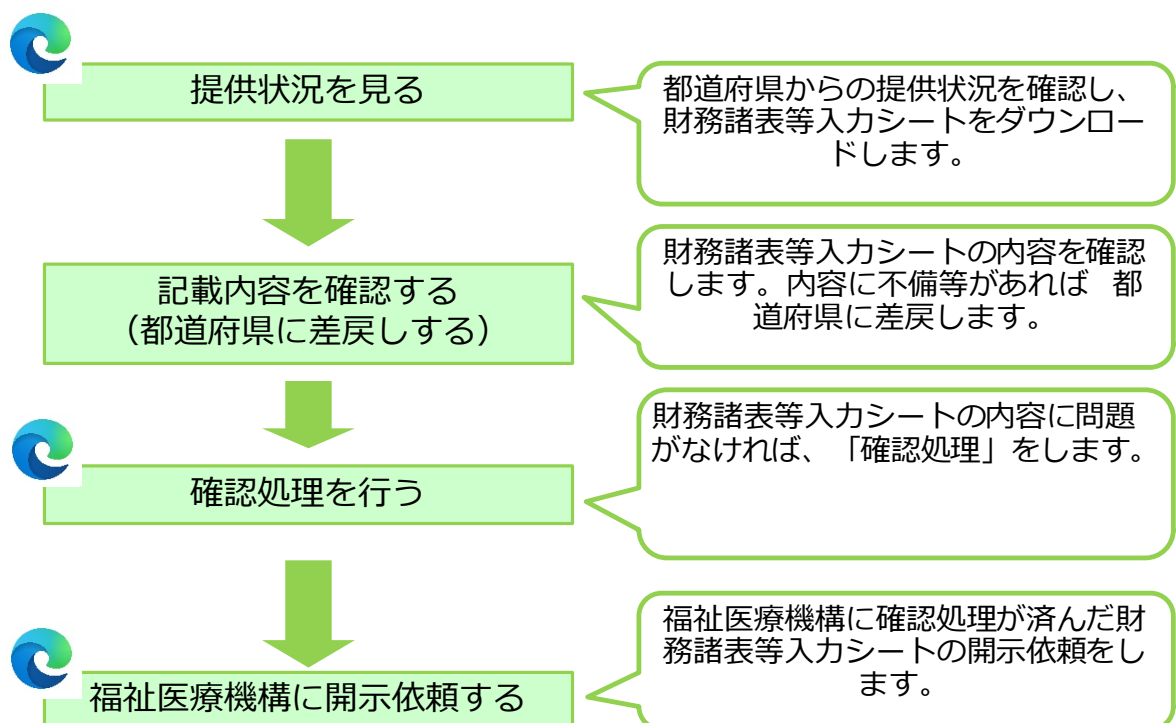 提供状況を見る
都道府県からの提供状況を確認し、
財務諸表等入力シートをダウンロー
ドします。
記載内容を確認する
（都道府県に差戻しする）
財務諸表等入力シートの内容を確認
します。内容に不備等があれば　都
道府県に差戻します。
確認処理を行う
財務諸表等入力シートの内容に問題
がなければ、「確認処理」をします。
福祉医療機構に開示依頼する
福祉医療機構に確認処理が済んだ財
務諸表等入力シートの開示依頼をし
ます。